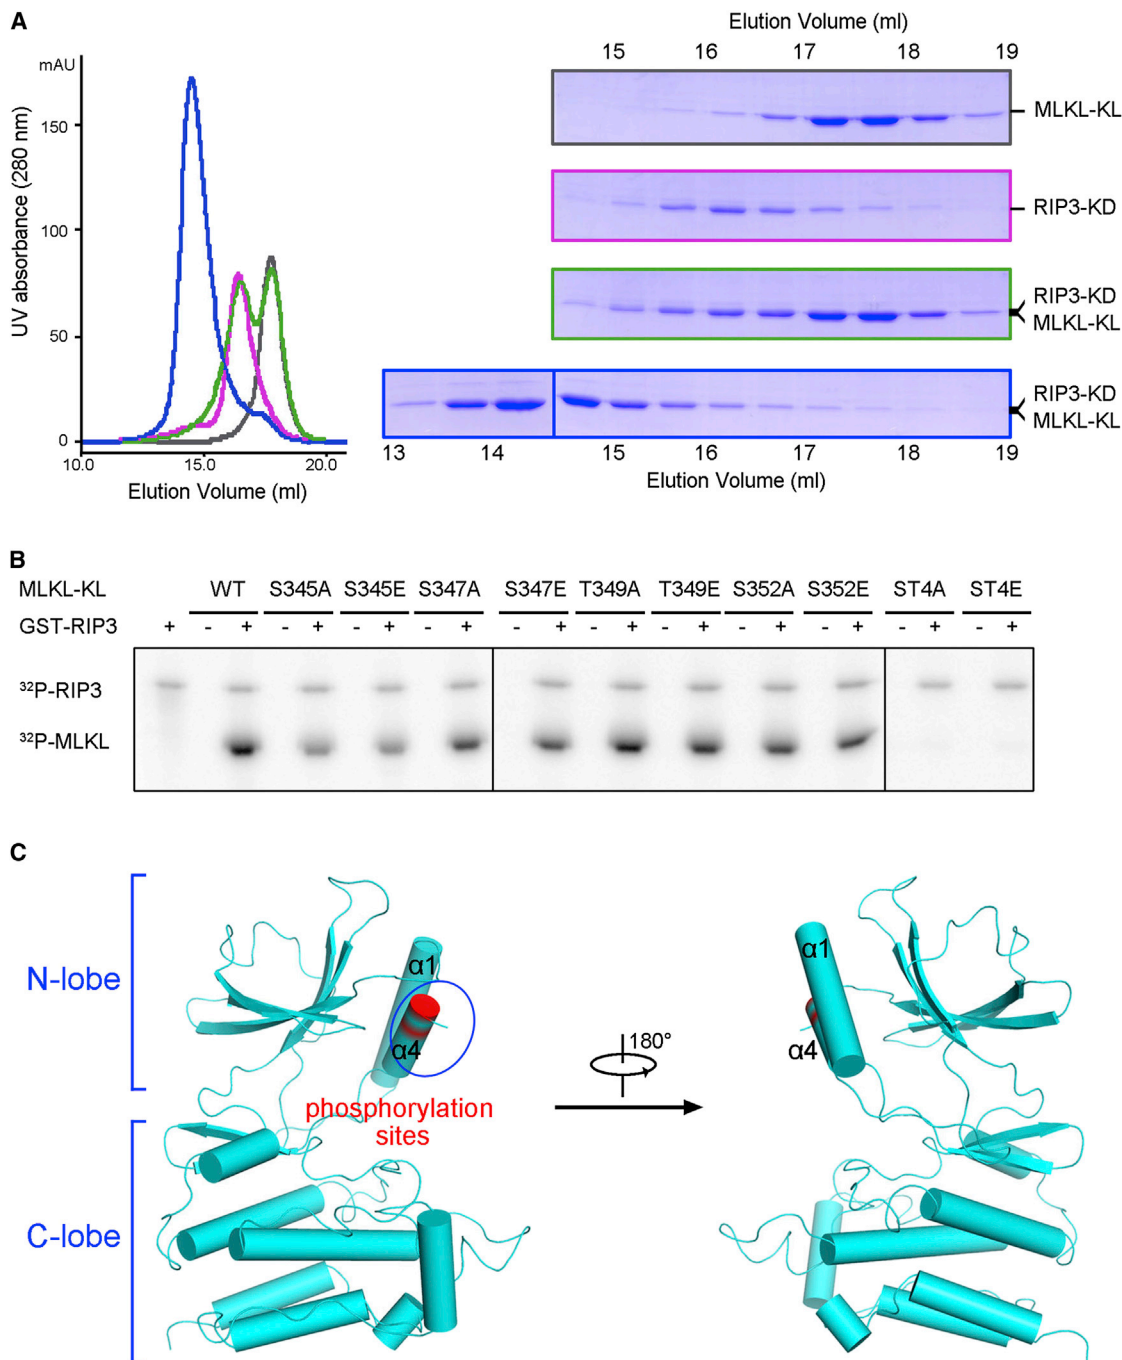 A
mAU
150
100
50
0
UV absorbance (280 nm)
10.0 15.0 20.0
Elution Volume (ml)
Elution Volume (ml)
15 16 17 18 19
MLKL-KL
RIP3-KD
RIP3-KD
MLKL-KL
RIP3-KD
MLKL-KL
13 14 15 16 17 18 19
Elution Volume (ml)
B
MLKL-KL WT S345A S345E S347A S347E T349A T349E S352A S352E ST4A ST4E
GST-RIP3 + - + - + - + - + - + - + - + - + - + - + - +
32P-RIP3
32P-MLKL
C
N-lobe
α1
α4
phosphorylation
sites
C-lobe
180°
α1
α4